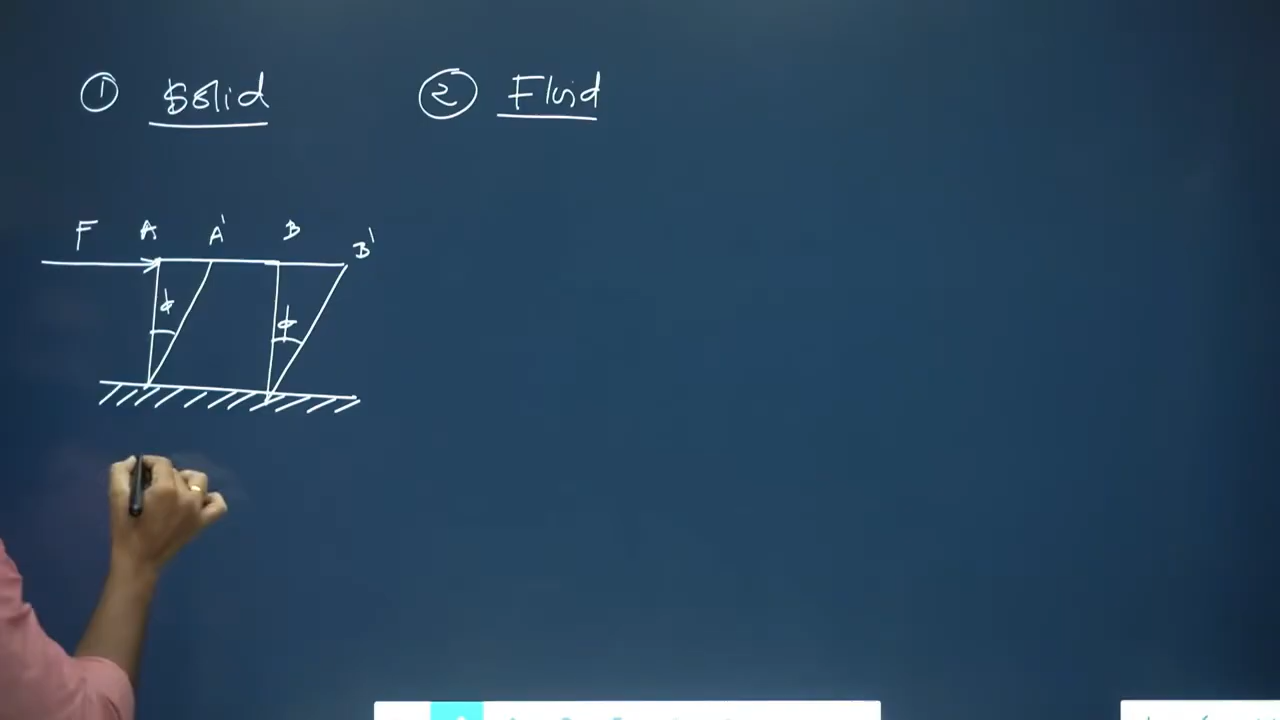 ① Solid ② Fluid
F A A' B B'
ϕ ϕ